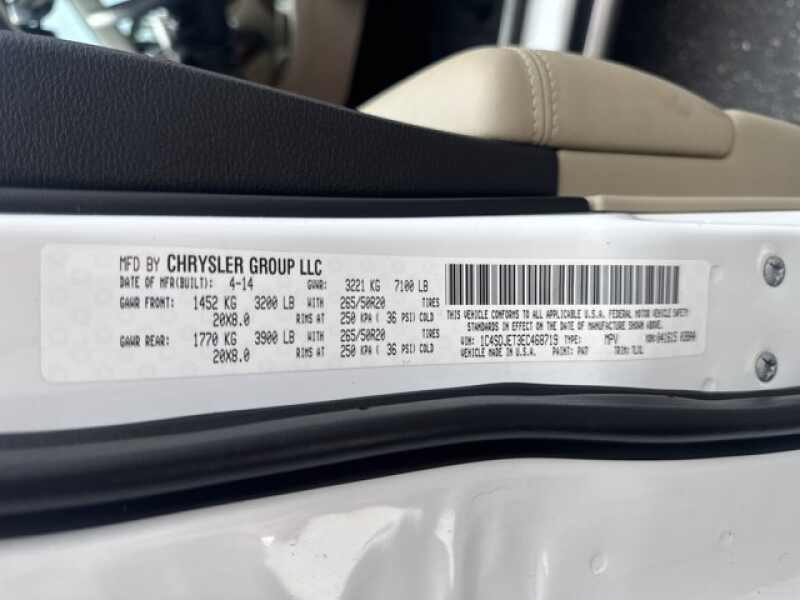 MFD BY CHRYSLER GROUP LLC
DATE OF MFR(BUILT): 4-14 GVWR: 3221 KG 7100 LB
GAWR FRONT: 1452 KG 3200 LB WITH 265/50R20 TIRES
20X8.0 RIMS AT 250 KPA ( 36 PSI) COLD
GAWR REAR: 1770 KG 3900 LB WITH 265/50R20 TIRES
20X8.0 RIMS AT 250 KPA ( 36 PSI) COLD
THIS VEHICLE CONFORMS TO ALL APPLICABLE U.S.A. FEDERAL MOTOR VEHICLE SAFETY
STANDARDS IN EFFECT ON THE DATE OF MANUFACTURE SHOWN ABOVE.
VIN: 1C4SDJET3EC468719 TYPE: MPV MDH:041615
VEHICLE MADE IN U.S.A. PAINT: PW7 TRIM: